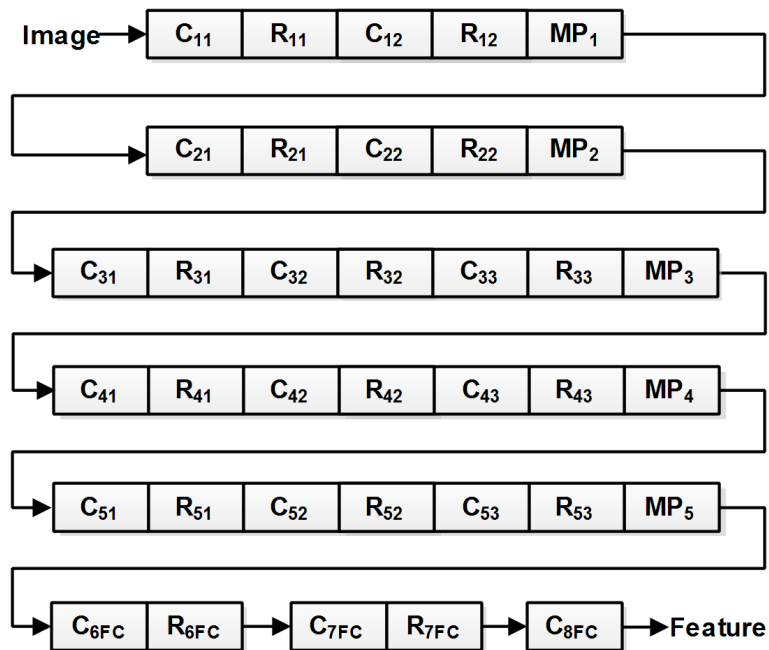 Image C11 R11 C12 R12 MP1
C21 R21 C22 R22 MP2
C31 R31 C32 R32 C33 R33 MP3
C41 R41 C42 R42 C43 R43 MP4
C51 R51 C52 R52 C53 R53 MP5
C6FC R6FC C7FC R7FC C8FC Feature